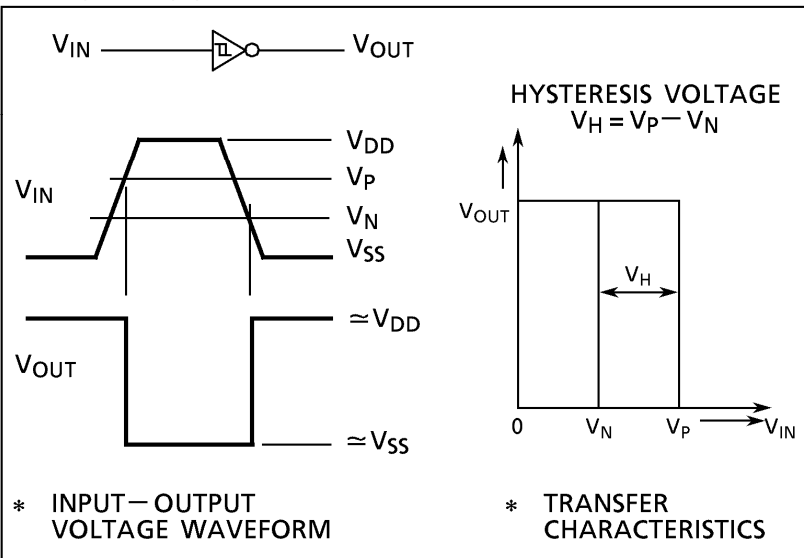 VIN VOUT
VIN
VDD
VP
VN
VSS
VOUT
≃VDD
≃VSS
* INPUT－OUTPUT
VOLTAGE WAVEFORM
HYSTERESIS VOLTAGE
VH = VP － VN
VOUT
VH
0 VN VP VIN
* TRANSFER
CHARACTERISTICS